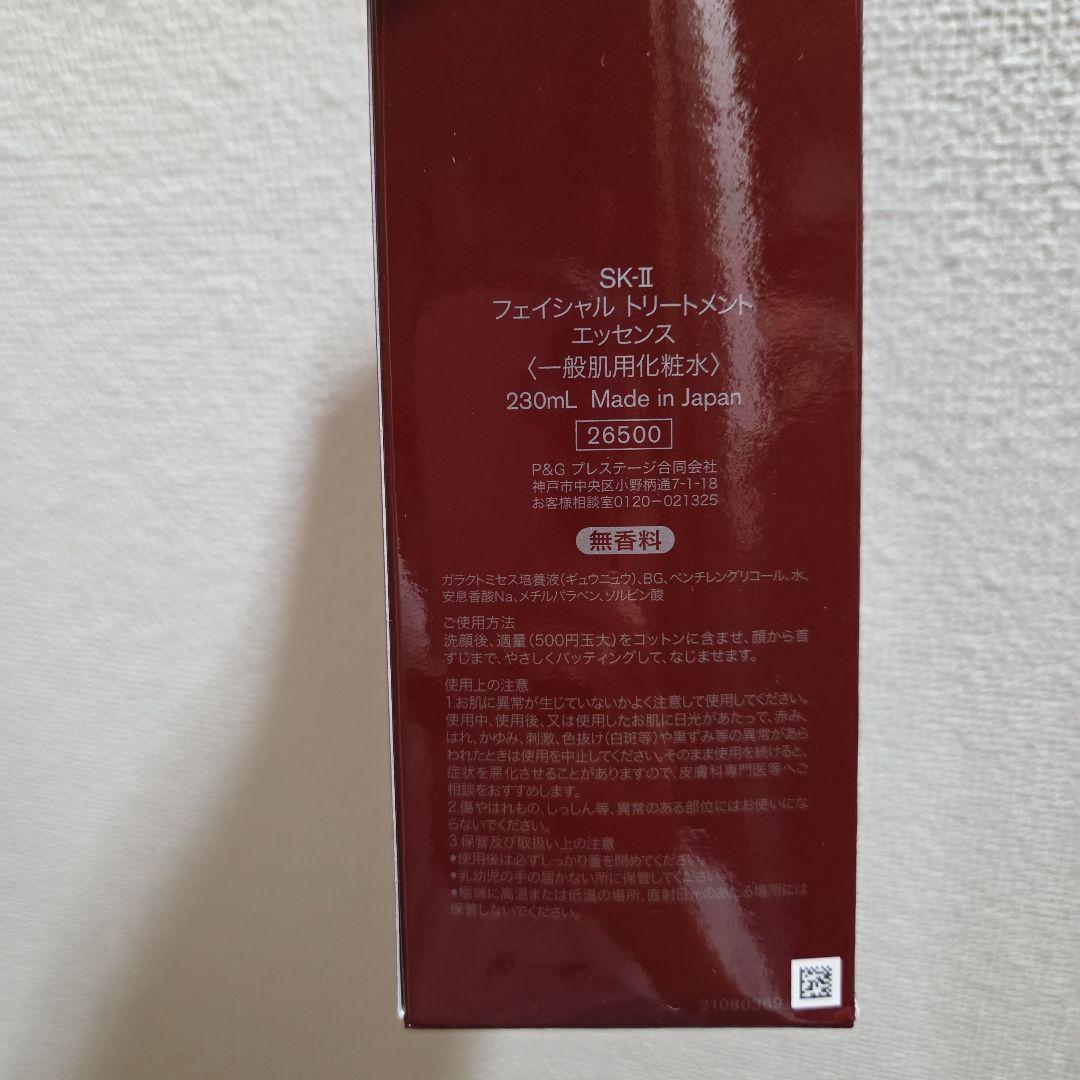 SK-Ⅱ
フェイシャル トリートメント
エッセンス
〈一般肌用化粧水〉
230mL Made in Japan
26500
P&G プレステージ合同会社
神戸市中央区小野柄通7-1-18
お客様相談室0120-021325
無香料
ガラクトミセス培養液(ギュウニュウ)、BG、ペンチレングリコール、水、
安息香酸Na、メチルパラベン、ソルビン酸
ご使用方法
洗顔後、適量(500円玉大)をコットンに含ませ、顔から首
すじまで、やさしくパッティングして、なじませます。
使用上の注意
1.お肌に異常が生じていないかよく注意して使用してください。
使用中、使用後、又は使用したお肌に日光があたって、赤み、
はれ、かゆみ、刺激、色抜け(白斑等)や黒ずみ等の異常があら
われたときは使用を中止してください。そのまま使用を続けると、
症状を悪化させることがありますので、皮膚科専門医等へご
相談をおすすめします。
2.傷やはれもの、しっしん等、異常のある部位にはお使いにな
らないでください。
3.保管及び取扱い上の注意
●使用後は必ずしっかり蓋を閉めてください。
●乳幼児の手の届かない所に保管してください。
●極端に高温または低温の場所、直射日光のあたる場所には
保管しないでください。
21080369